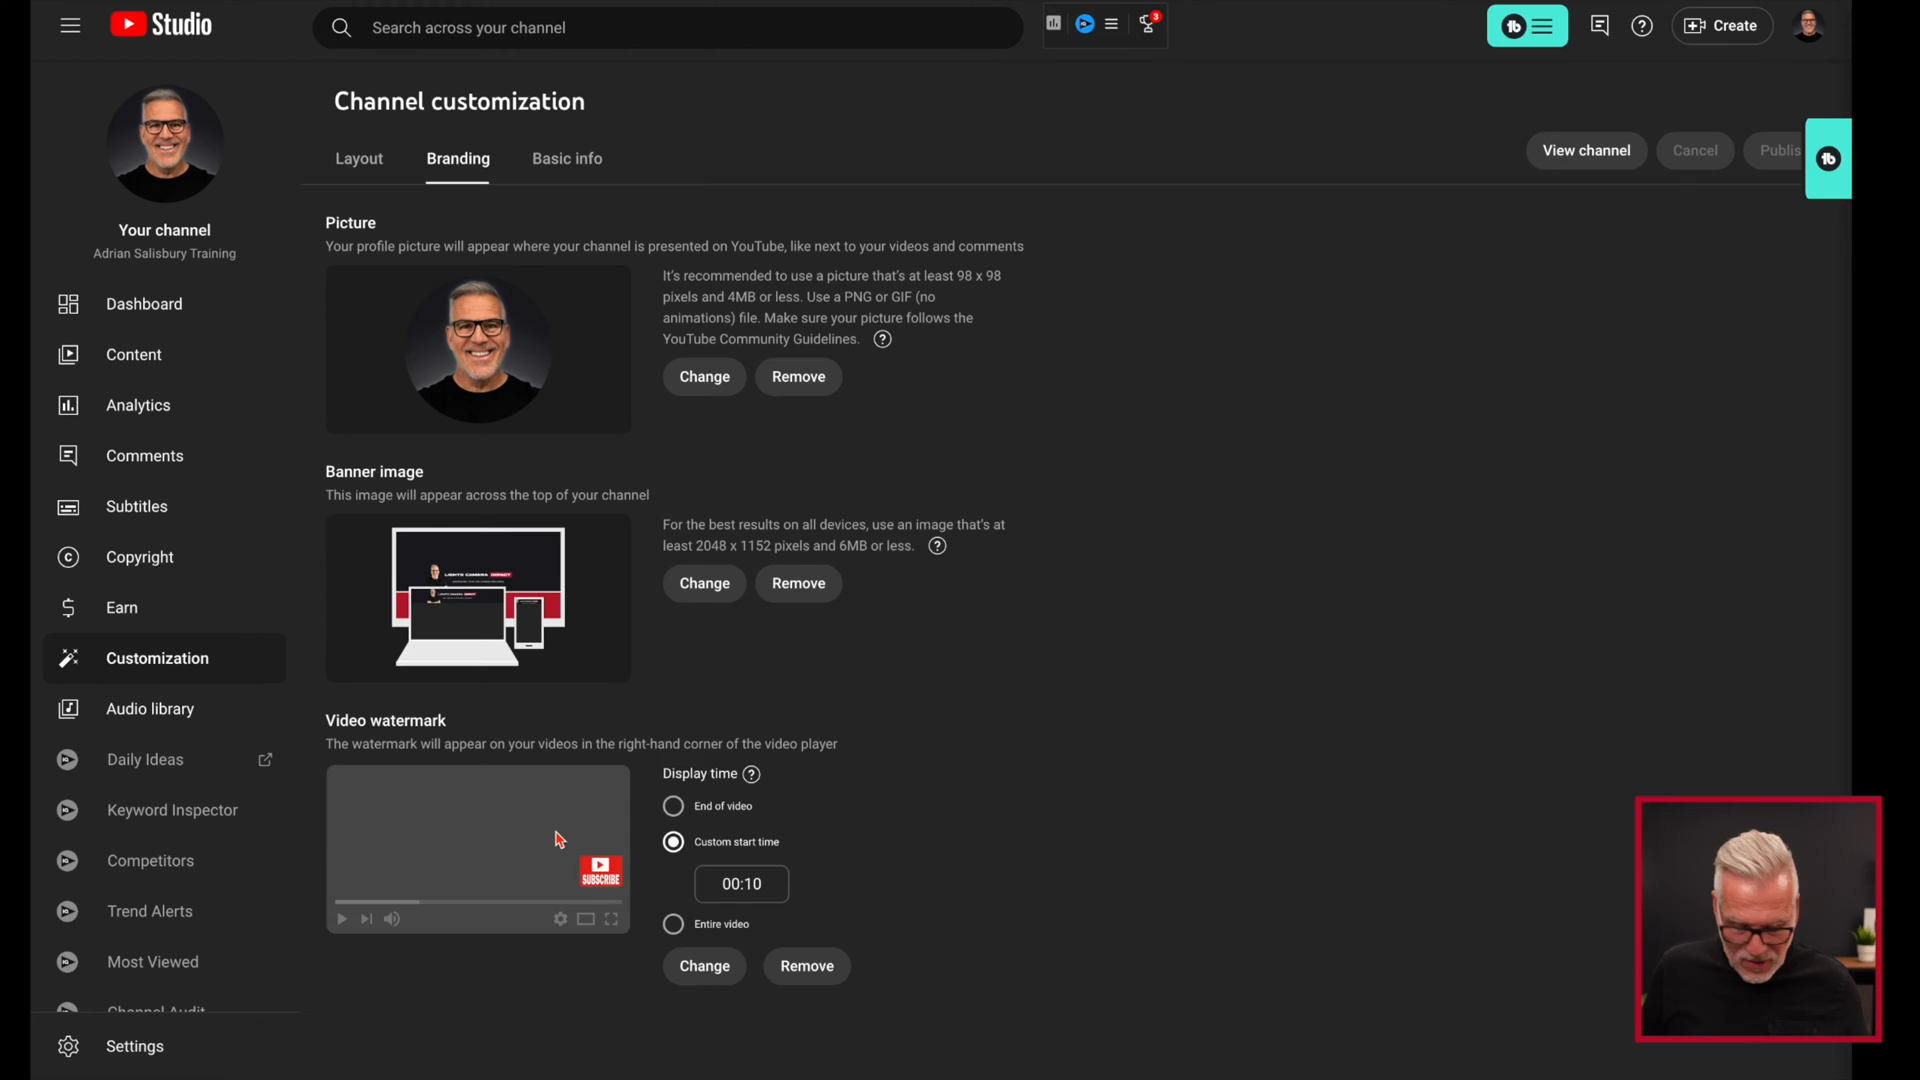 Studio
Search across your channel
3
Create
Channel customization
Layout
Branding
Basic info
View channel
Cancel
Publis
Your channel
Adrian Salisbury Training
Dashboard
Content
Analytics
Comments
Subtitles
Copyright
Earn
Customization
Audio library
Daily Ideas
Keyword Inspector
Competitors
Trend Alerts
Most Viewed
Channel Audit
Settings
Picture
Your profile picture will appear where your channel is presented on YouTube, like next to your videos and comments
It's recommended to use a picture that's at least 98 x 98
pixels and 4MB or less. Use a PNG or GIF (no
animations) file. Make sure your picture follows the
YouTube Community Guidelines.
Change
Remove
Banner image
This image will appear across the top of your channel
LIGHTS CAMERA IMPACT
For the best results on all devices, use an image that's at
least 2048 x 1152 pixels and 6MB or less.
Change
Remove
Video watermark
The watermark will appear on your videos in the right-hand corner of the video player
SUBSCRIBE
Display time
End of video
Custom start time
00:10
Entire video
Change
Remove